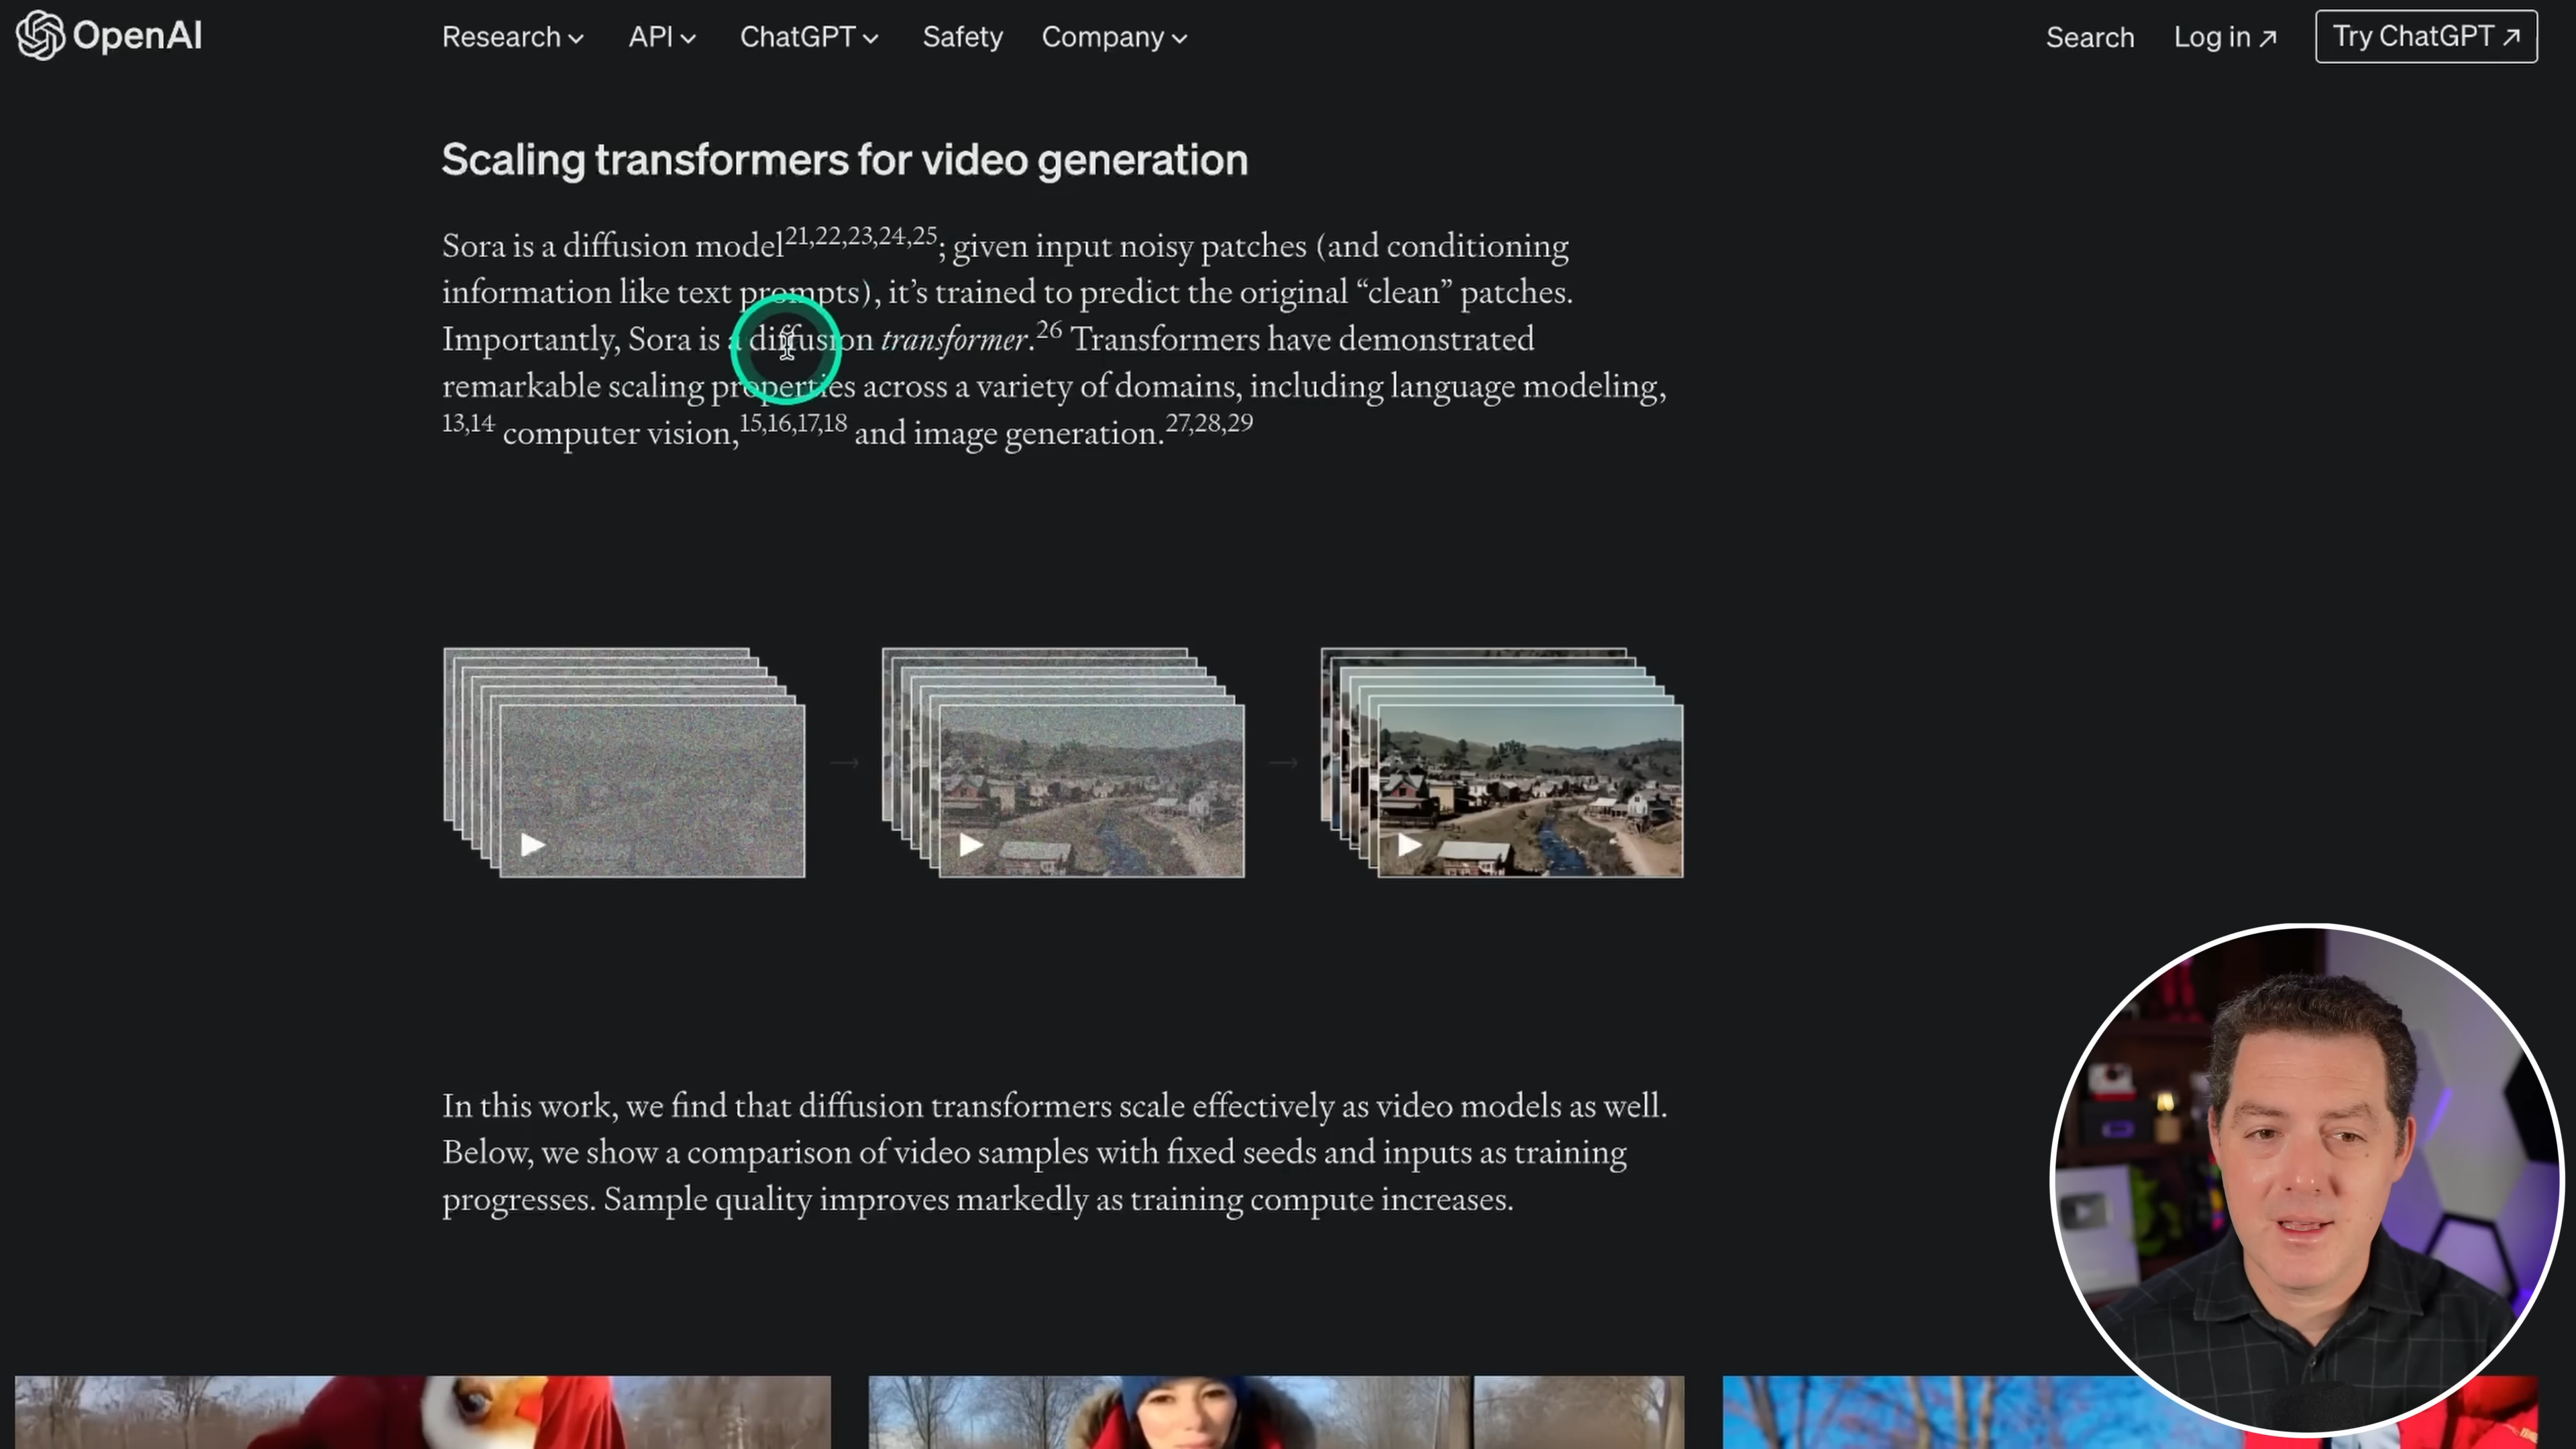 OpenAI
Research API ChatGPT Safety Company Search Log in ↗ Try ChatGPT ↗
Scaling transformers for video generation
Sora is a diffusion model21,22,23,24,25; given input noisy patches (and conditioning
information like text prompts), it’s trained to predict the original “clean” patches.
Importantly, Sora is a diffusion transformer.26 Transformers have demonstrated
remarkable scaling properties across a variety of domains, including language modeling,
13,14 computer vision,15,16,17,18 and image generation.27,28,29
In this work, we find that diffusion transformers scale effectively as video models as well.
Below, we show a comparison of video samples with fixed seeds and inputs as training
progresses. Sample quality improves markedly as training compute increases.